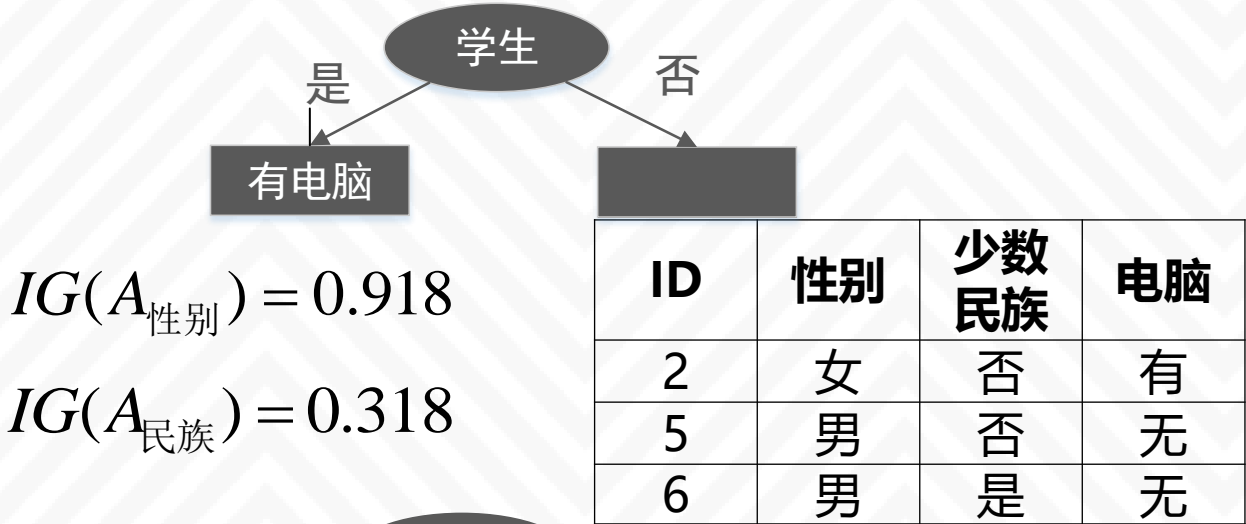 学生
是
否
有电脑
IG(A性别) = 0.918
IG(A民族) = 0.318
ID 性别 少数民族 电脑
2 女 否 有
5 男 否 无
6 男 是 无